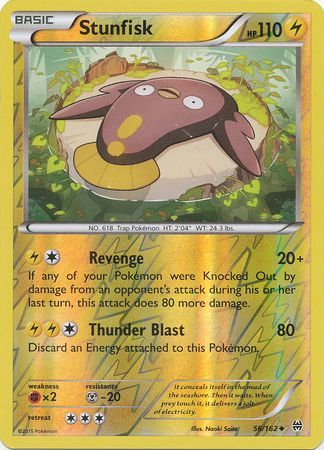 BASIC
Stunfisk
HP110
NO. 618 Trap Pokémon HT: 2'04" WT: 24.3 lbs.
Revenge 20+
If any of your Pokémon were Knocked Out by
damage from an opponent's attack during his or her
last turn, this attack does 80 more damage.
Thunder Blast 80
Discard an Energy attached to this Pokémon.
weakness resistance
×2 -20
retreat
It conceals itself in the mud of
the seashore. Then it waits. When
prey touch it, it delivers a jolt
of electricity.
©2015 Pokémon
Illus. Naoki Saito
56/162